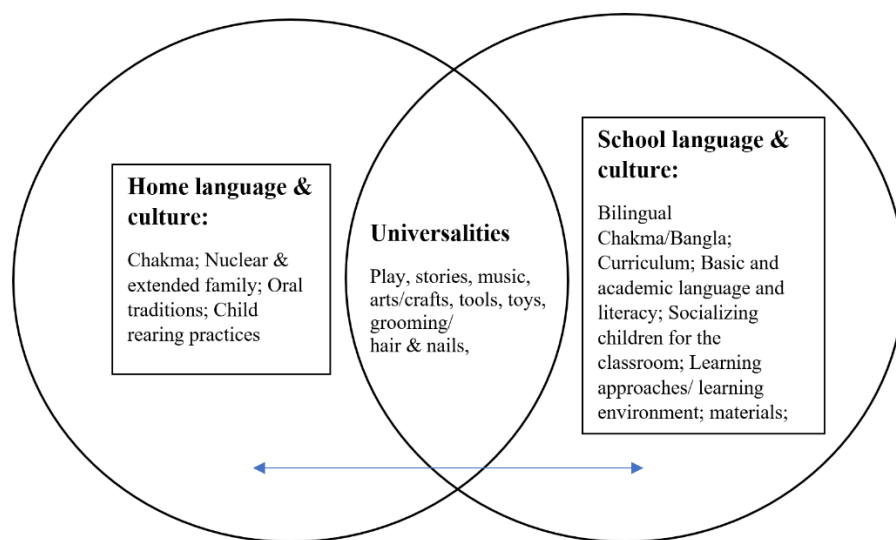 Home language &
culture:
Chakma; Nuclear &
extended family; Oral
traditions; Child
rearing practices
Universalities
Play, stories, music,
arts/crafts, tools, toys,
grooming/
hair & nails,
School language &
culture:
Bilingual
Chakma/Bangla;
Curriculum; Basic and
academic language and
literacy; Socializing
children for the
classroom; Learning
approaches/ learning
environment; materials;